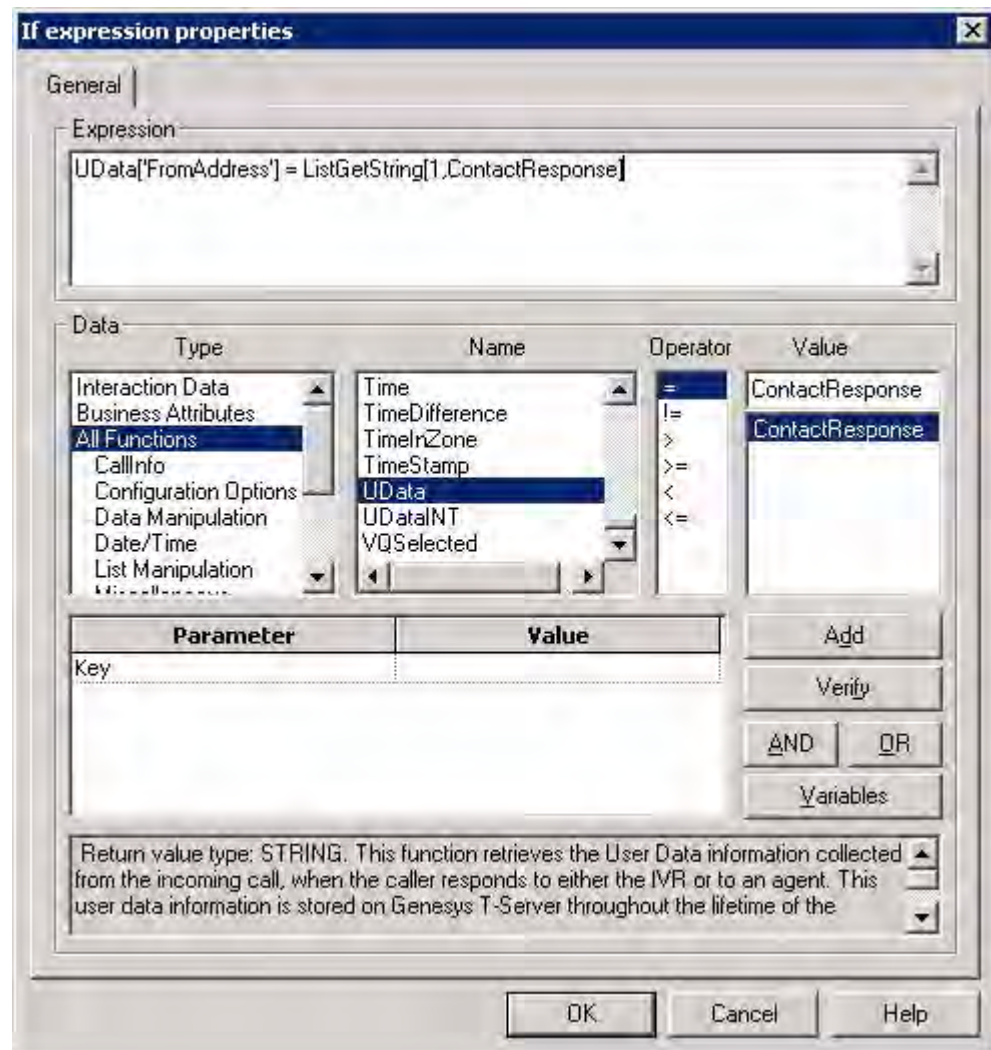 If expression properties
General
Expression
UData['FromAddress'] = ListGetString[1,ContactResponse]
Data
Type
Name
Operator
Value
Interaction Data
Business Attributes
All Functions
CallInfo
Configuration Options
Data Manipulation
Date/Time
List Manipulation
Time
TimeDifference
TimeInZone
TimeStamp
UData
UDataINT
VQSelected
=
!=
>
>=
<
<=
ContactResponse
ContactResponse
Parameter
Value
Key
Add
Verify
AND
OR
Variables
Return value type: STRING. This function retrieves the User Data information collected
from the incoming call, when the caller responds to either the IVR or to an agent. This
user data information is stored on Genesys T-Server throughout the lifetime of the
OK
Cancel
Help